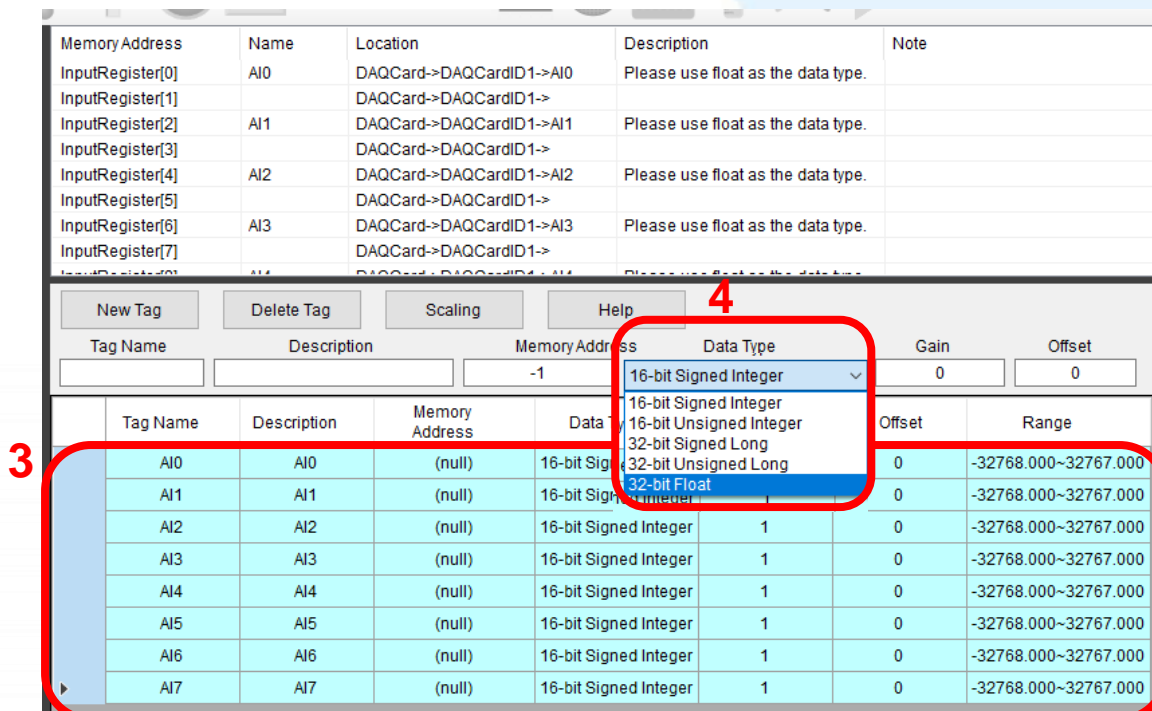 Memory Address Name Location Description Note
InputRegister[0] AI0 DAQCard->DAQCardID1->AI0 Please use float as the data type.
InputRegister[1] DAQCard->DAQCardID1->
InputRegister[2] AI1 DAQCard->DAQCardID1->AI1 Please use float as the data type.
InputRegister[3] DAQCard->DAQCardID1->
InputRegister[4] AI2 DAQCard->DAQCardID1->AI2 Please use float as the data type.
InputRegister[5] DAQCard->DAQCardID1->
InputRegister[6] AI3 DAQCard->DAQCardID1->AI3 Please use float as the data type.
InputRegister[7] DAQCard->DAQCardID1->
4
New Tag Delete Tag Scaling Help
Tag Name Description Memory Address Data Type Gain Offset
-1 16-bit Signed Integer 0 0
16-bit Signed Integer
16-bit Unsigned Integer
32-bit Signed Long
32-bit Unsigned Long
32-bit Float
Tag Name Description Memory Address Data Offset Range
3
AI0 AI0 (null) 16-bit 0 -32768.000~32767.000
AI1 AI1 (null) 16-bit Integer 1 0 -32768.000~32767.000
AI2 AI2 (null) 16-bit Signed Integer 1 0 -32768.000~32767.000
AI3 AI3 (null) 16-bit Signed Integer 1 0 -32768.000~32767.000
AI4 AI4 (null) 16-bit Signed Integer 1 0 -32768.000~32767.000
AI5 AI5 (null) 16-bit Signed Integer 1 0 -32768.000~32767.000
AI6 AI6 (null) 16-bit Signed Integer 1 0 -32768.000~32767.000
AI7 AI7 (null) 16-bit Signed Integer 1 0 -32768.000~32767.000